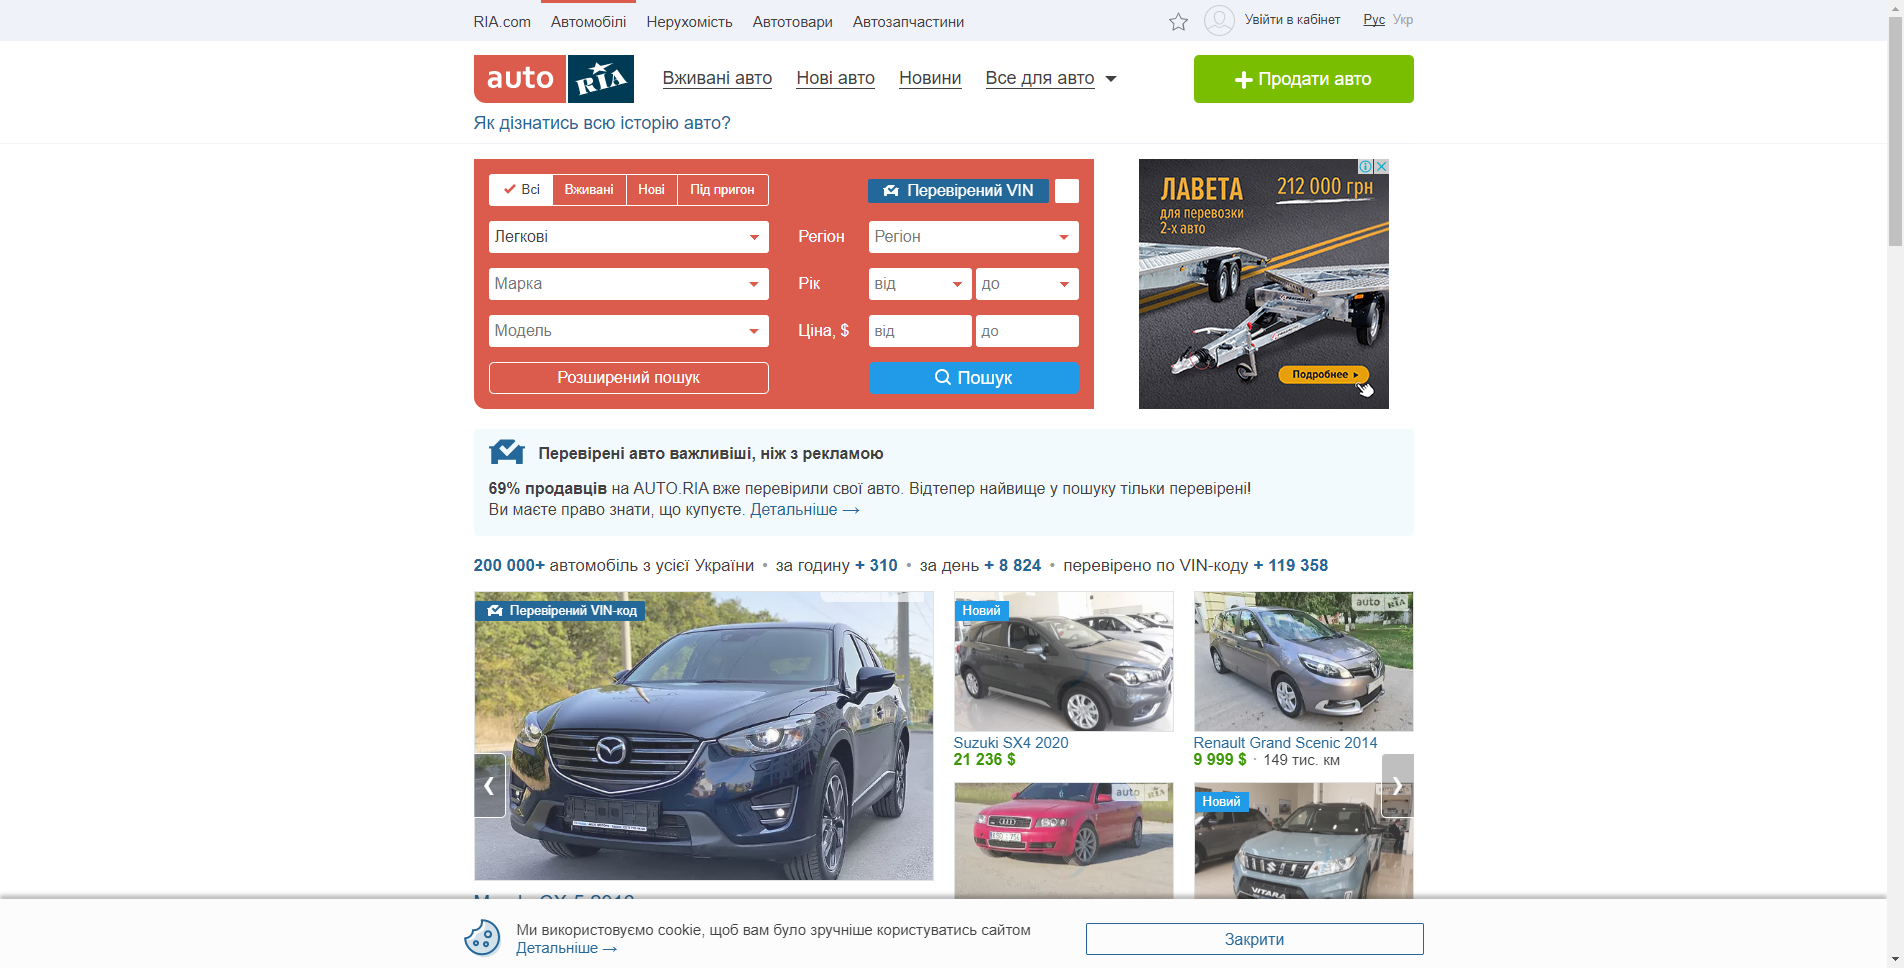 RIA.com Автомобілі Нерухомість Автотовари Автозапчастини Увійти в кабінет Рус Укр
auto RIA Вживані авто Нові авто Новини Все для авто Продати авто
Як дізнатись всю історію авто?
Всі Вживані Нові Під пригон Перевірений VIN
Легкові Регіон Регіон
Марка Рік від до
Модель Ціна, $ від до
Розширений пошук Пошук
ЛАВЕТА 212 000 грн
для перевозки
2-х авто
Подробнее
Перевірені авто важливіші, ніж з рекламою
69% продавців на AUTO.RIA вже перевірили свої авто. Відтепер найвище у пошуку тільки перевірені!
Ви маєте право знати, що купуєте. Детальніше →
200 000+ автомобіль з усієї України • за годину + 310 • за день + 8 824 • перевірено по VIN-коду + 119 358
Перевірений VIN-код
Новий
auto RIA
Suzuki SX4 2020
21 236 $
Renault Grand Scenic 2014
9 999 $ · 149 тис. км
auto RIA
Новий
VITARA
Ми використовуємо cookie, щоб вам було зручніше користуватись сайтом
Детальніше →
Закрити